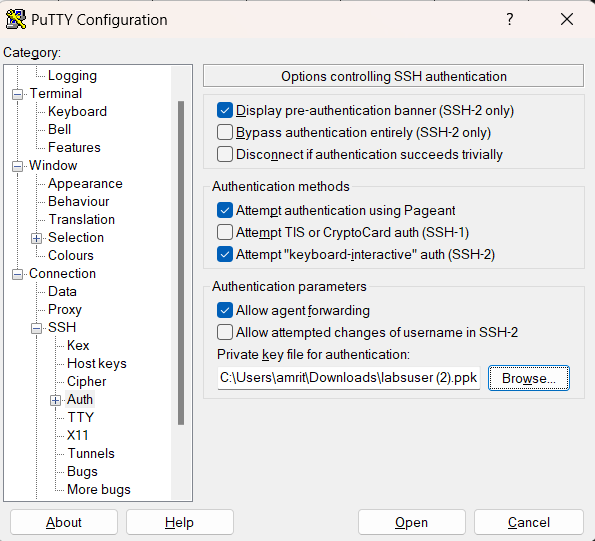 PuTTY Configuration
?
Category:
Logging
Terminal
Keyboard
Bell
Features
Window
Appearance
Behaviour
Translation
Selection
Colours
Connection
Data
Proxy
SSH
Kex
Host keys
Cipher
Auth
TTY
X11
Tunnels
Bugs
More bugs
Options controlling SSH authentication
Display pre-authentication banner (SSH-2 only)
Bypass authentication entirely (SSH-2 only)
Disconnect if authentication succeeds trivially
Authentication methods
Attempt authentication using Pageant
Attempt TIS or CryptoCard auth (SSH-1)
Attempt "keyboard-interactive" auth (SSH-2)
Authentication parameters
Allow agent forwarding
Allow attempted changes of username in SSH-2
Private key file for authentication:
C:\Users\amrit\Downloads\labsuser (2).ppk Browse...
About Help Open Cancel